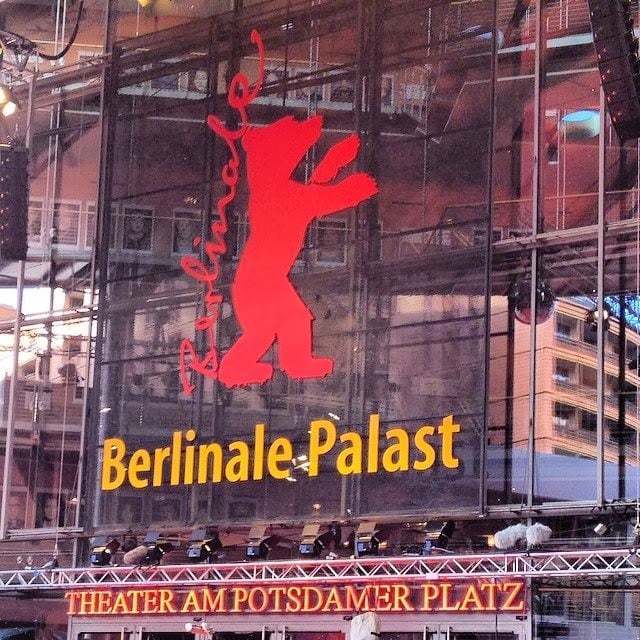 Berlinale
Berlinale Palast
THEATER AM POTSDAMER PLATZ